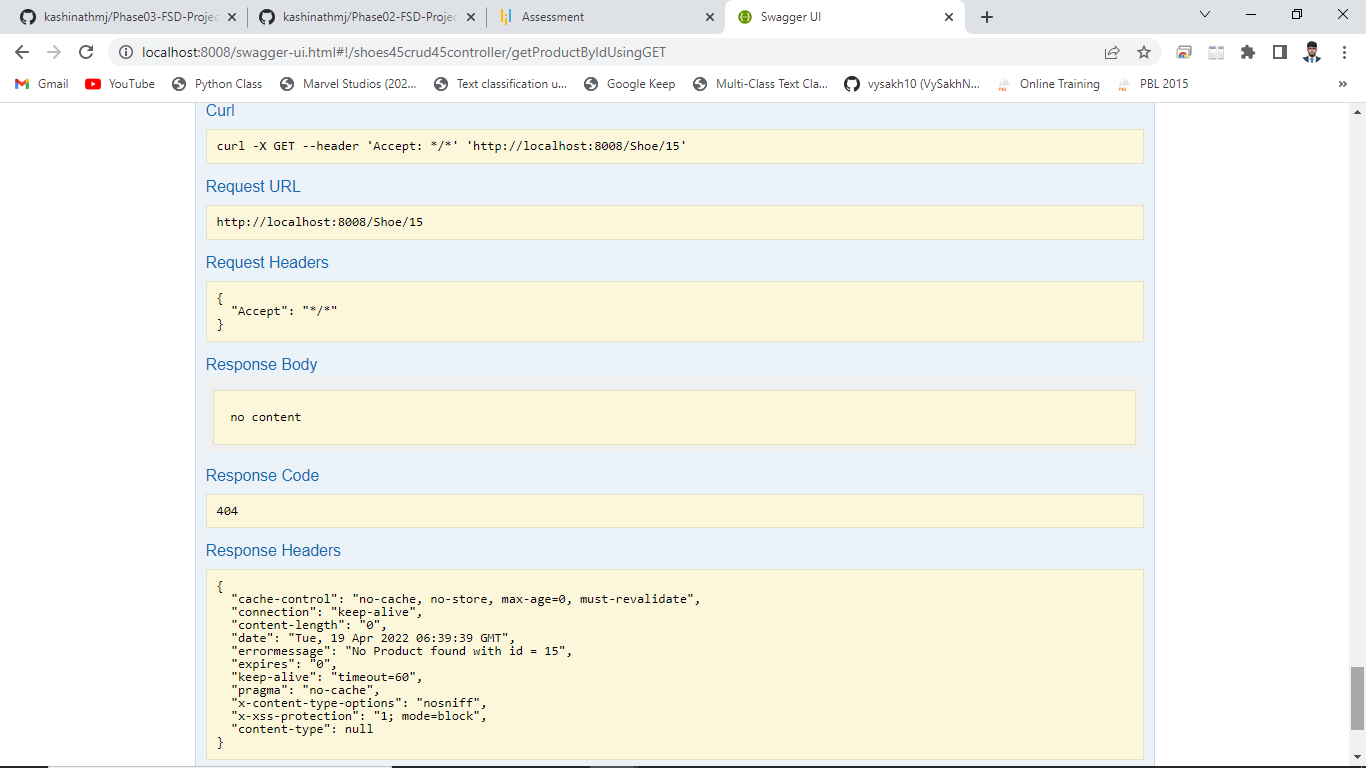 kashinathmj/Phase03-FSD-Projec
kashinathmj/Phase02-FSD-Projec
Assessment
Swagger UI
localhost:8008/swagger-ui.html#!/shoes45crud45controller/getProductByIdUsingGET
Gmail
YouTube
Python Class
Marvel Studios (202...
Text classification u...
Google Keep
Multi-Class Text Cla...
vysakh10 (VySakhN...
PBL
Online Training
PBL
PBL 2015
»
Curl
curl -X GET --header 'Accept: */*' 'http://localhost:8008/Shoe/15'
Request URL
http://localhost:8008/Shoe/15
Request Headers
{
"Accept": "*/*"
}
Response Body
no content
Response Code
404
Response Headers
{
"cache-control": "no-cache, no-store, max-age=0, must-revalidate",
"connection": "keep-alive",
"content-length": "0",
"date": "Tue, 19 Apr 2022 06:39:39 GMT",
"errormessage": "No Product found with id = 15",
"expires": "0",
"keep-alive": "timeout=60",
"pragma": "no-cache",
"x-content-type-options": "nosniff",
"x-xss-protection": "1; mode=block",
"content-type": null
}